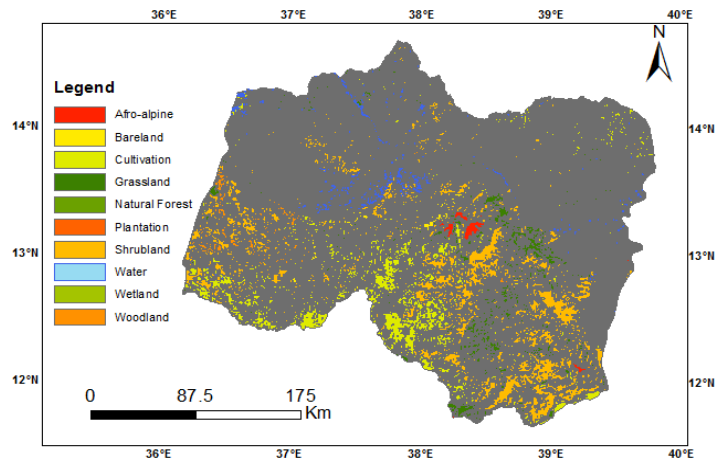 36°E 37°E 38°E 39°E 40°E
N
Legend
Afro-alpine
Bareland
Cultivation
Grassland
Natural Forest
Plantation
Shrubland
Water
Wetland
Woodland
14°N 14°N
13°N 13°N
12°N 12°N
0 87.5 175
Km
36°E 37°E 38°E 39°E 40°E